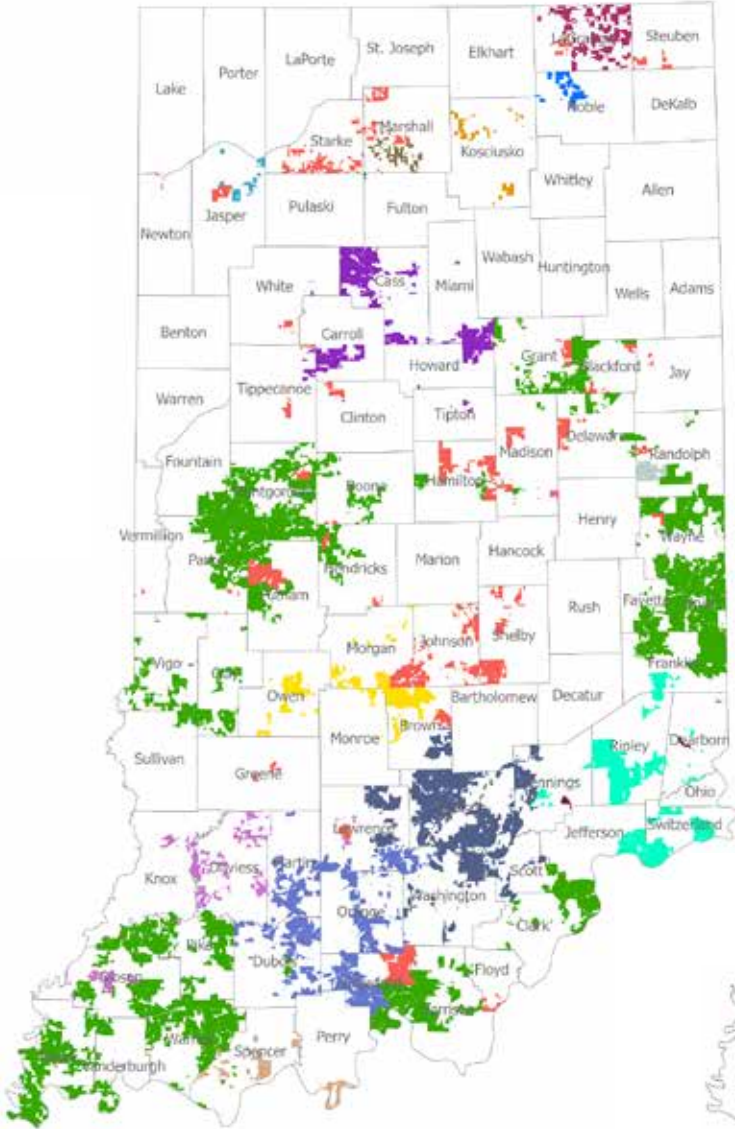 St. Joseph
LaPorte
Elkhart
LaGrange
Steuben
Porter
Lake
Noble
DeKalb
Marshall
Starke
Kosciusko
Whitley
Allen
Jasper
Pulaski
Fulton
Newton
Wabash
Huntington
White
Cass
Miami
Wells
Adams
Benton
Carroll
Grant
Blackford
Howard
Jay
Tippecanoe
Warren
Clinton
Tipton
Madison
Delaware
Randolph
Fountain
Boone
Hamilton
Henry
Vermillion
Wayne
Hendricks
Marion
Hancock
Rush
Shelby
Johnson
Morgan
Vigo
Owen
Bartholomew
Decatur
Brown
Monroe
Ripley
Dearborn
Sullivan
Greene
Ohio
Jennings
Lawrence
Jefferson
Switzerland
Knox
Daviess
Martin
Scott
Washington
Orange
Clark
Pike
Dubois
Floyd
Gibson
Perry
Spencer
Vanderburgh